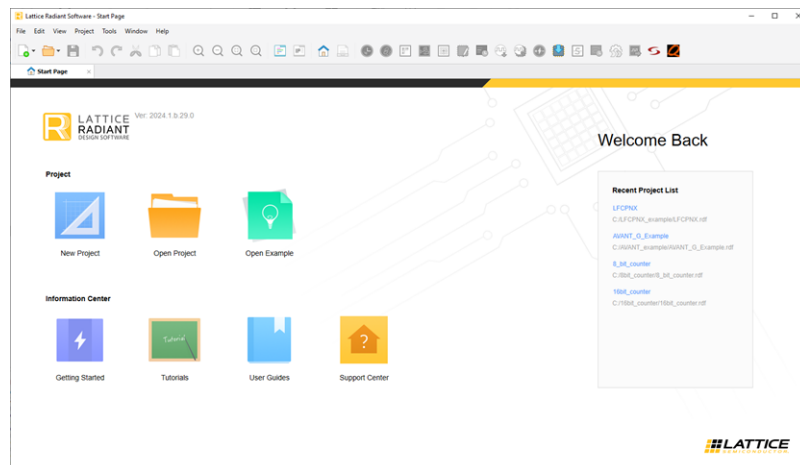 Lattice Radiant Software - Start Page
File Edit View Project Tools Window Help
Start Page
LATTICE
RADIANT
DESIGN SOFTWARE
Ver: 2024.1.b.29.0
Welcome Back
Project
New Project
Open Project
Open Example
Recent Project List
LFCPNX
C:/LFCPNX_example/LFCPNX.rdf
AVANT_G_Example
C:/AVANT_example/AVANT_G_Example.rdf
8_bit_counter
C:/8bit_counter/8_bit_counter.rdf
16bit_counter
C:/16bit_counter/16bit_counter.rdf
Information Center
Tutorial
Getting Started
Tutorials
User Guides
Support Center
LATTICE
SEMICONDUCTOR